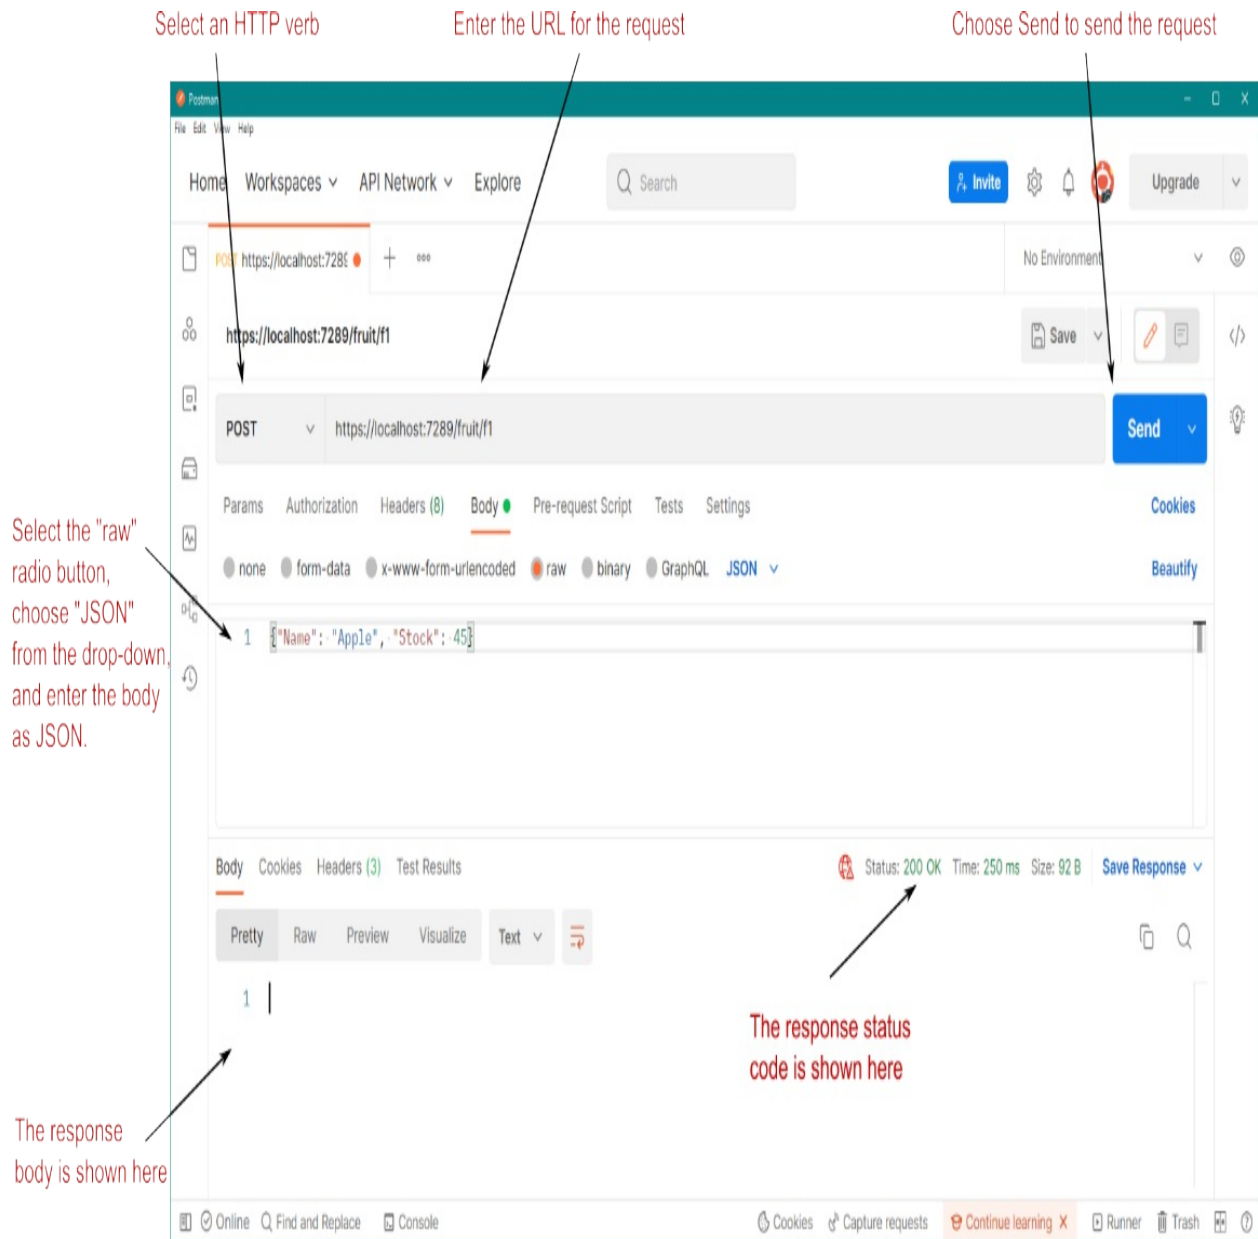 Select an HTTP verb
Enter the URL for the request
Choose Send to send the request
Postman
File Edit View Help
Home Workspaces API Network Explore Search Invite Upgrade
POST https://localhost:728 No Environment
https://localhost:7289/fruit/f1 Save
POST https://localhost:7289/fruit/f1 Send
Params Authorization Headers (8) Body Pre-request Script Tests Settings Cookies
none form-data x-www-form-urlencoded raw binary GraphQL JSON Beautify
Select the "raw"
radio button,
choose "JSON"
from the drop-down,
and enter the body
as JSON.
1 {"Name": "Apple", "Stock": 45}
Body Cookies Headers (3) Test Results Status: 200 OK Time: 250 ms Size: 92 B Save Response
Pretty Raw Preview Visualize Text
1
The response status
code is shown here
The response
body is shown here
Online Find and Replace Console Cookies Capture requests Continue learning X Runner Trash